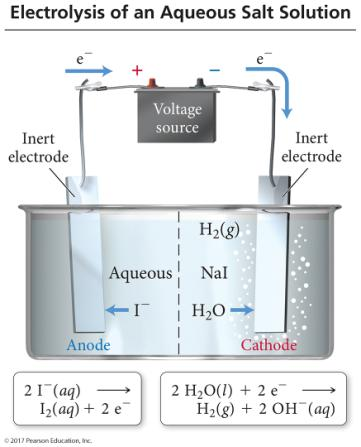 Electrolysis of an Aqueous Salt Solution
e⁻
+
−
e⁻
Voltage
source
Inert
electrode
Inert
electrode
H₂(g)
Aqueous NaI
I⁻
H₂O
Anode
Cathode
2 I⁻(aq) ⟶
I₂(aq) + 2 e⁻
2 H₂O(l) + 2 e⁻ ⟶
H₂(g) + 2 OH⁻(aq)
© 2017 Pearson Education, Inc.